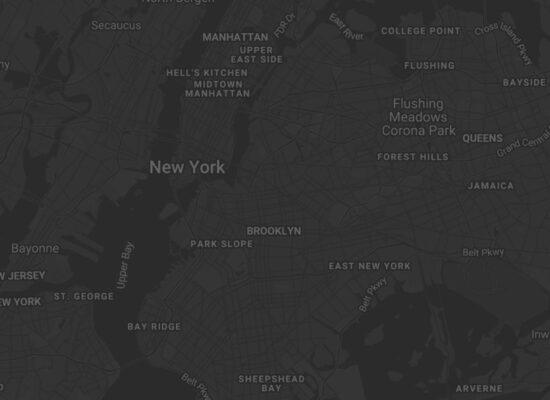 North Bergen
Secaucus
MANHATTAN
FDR Dr
East River
COLLEGE POINT
Cross Island Pkwy
UPPER
EAST SIDE
FLUSHING
HELL'S KITCHEN
MIDTOWN
MANHATTAN
BAYSIDE
Flushing
Meadows
Corona Park
QUEENS
Grand Central
FOREST HILLS
New York
JAMAICA
BROOKLYN
PARK SLOPE
Bayonne
Upper Bay
Belt Pkwy
EAST NEW YORK
W JERSEY
EW YORK
ST. GEORGE
Belt Pkwy
BAY RIDGE
Inw
Belt Pkwy
SHEEPSHEAD
BAY
ARVERNE